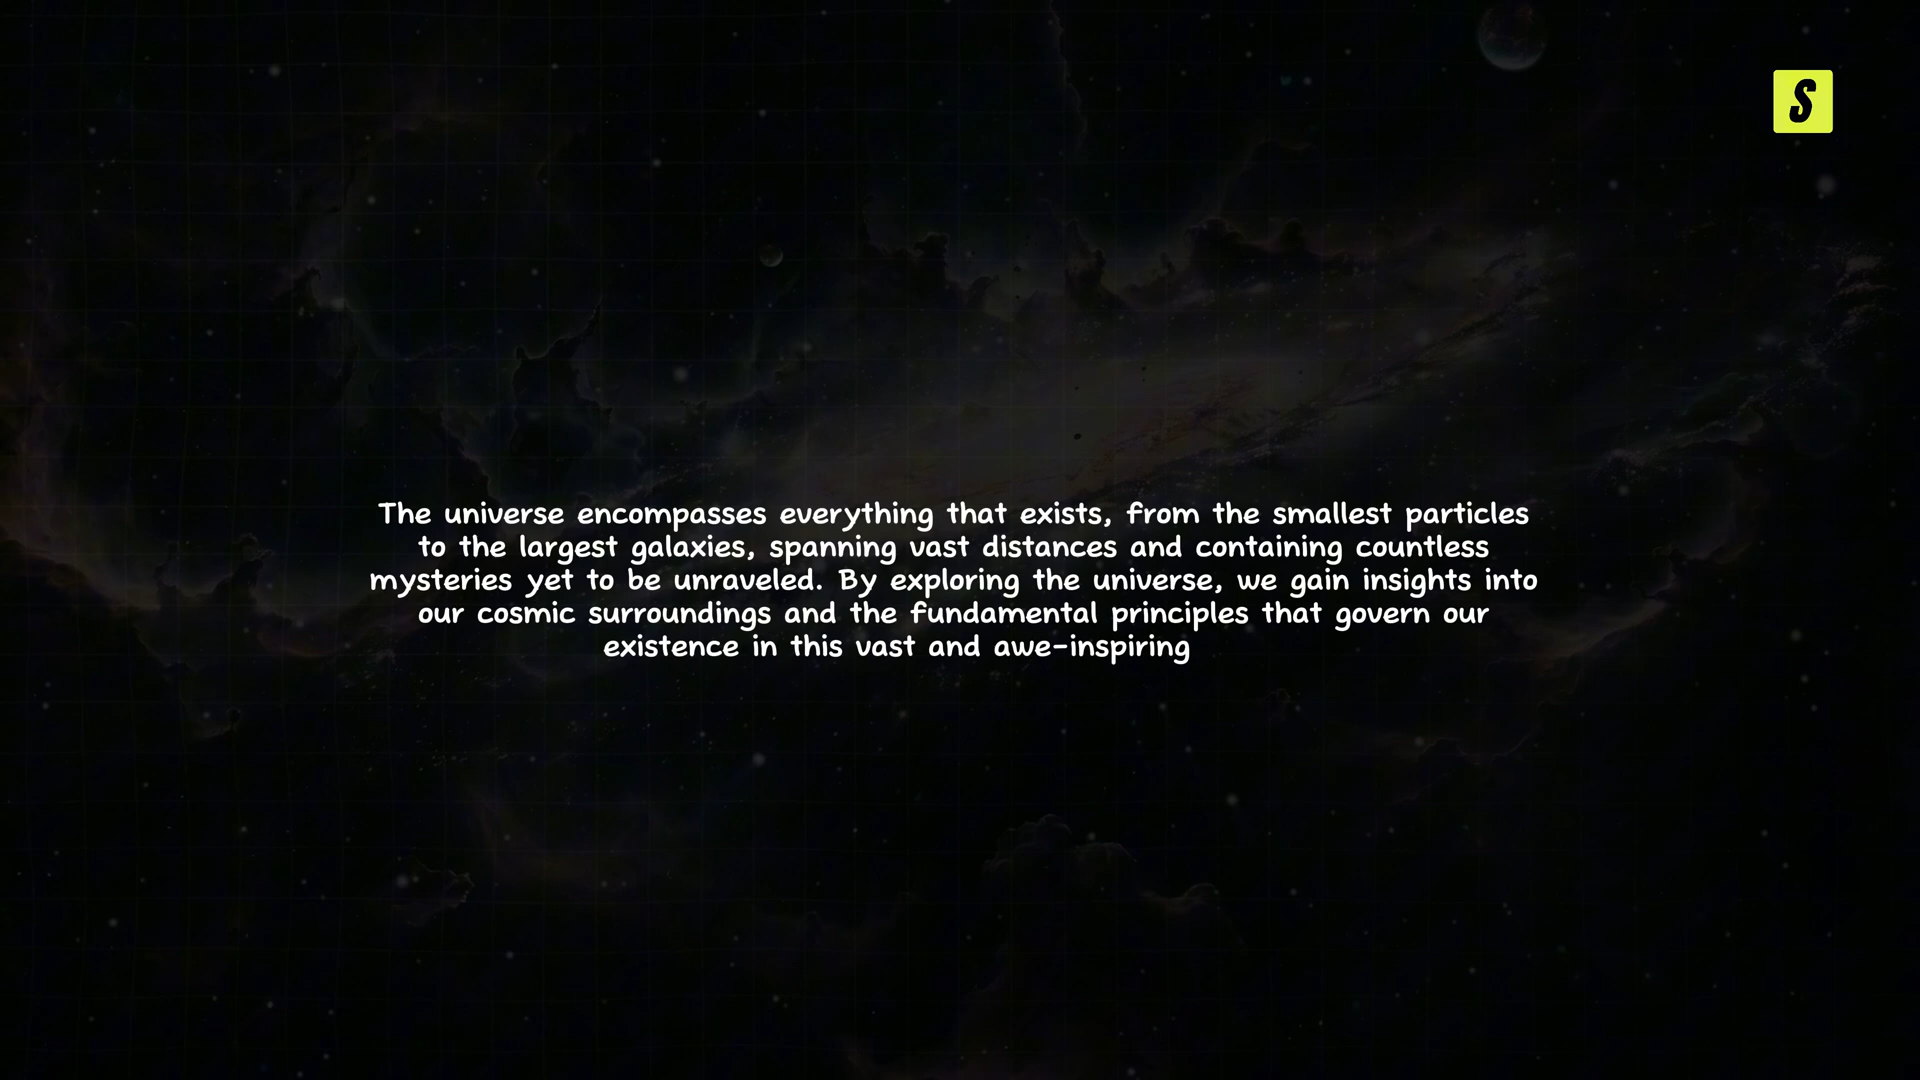 S
The universe encompasses everything that exists, from the smallest particles
to the largest galaxies, spanning vast distances and containing countless
mysteries yet to be unraveled. By exploring the universe, we gain insights into
our cosmic surroundings and the fundamental principles that govern our
existence in this vast and awe-inspiring